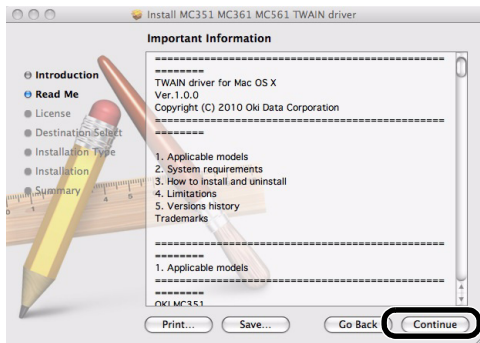 Install MC351 MC361 MC561 TWAIN driver
Important Information
Introduction
Read Me
License
Destination Select
Installation Type
Installation
Summary
==============================================
========
TWAIN driver for Mac OS X
Ver.1.0.0
Copyright (C) 2010 Oki Data Corporation
==============================================
========
1. Applicable models
2. System requirements
3. How to install and uninstall
4. Limitations
5. Versions history
Trademarks
==============================================
========
1. Applicable models
==============================================
========
OKI MC351
Print...
Save...
Go Back
Continue